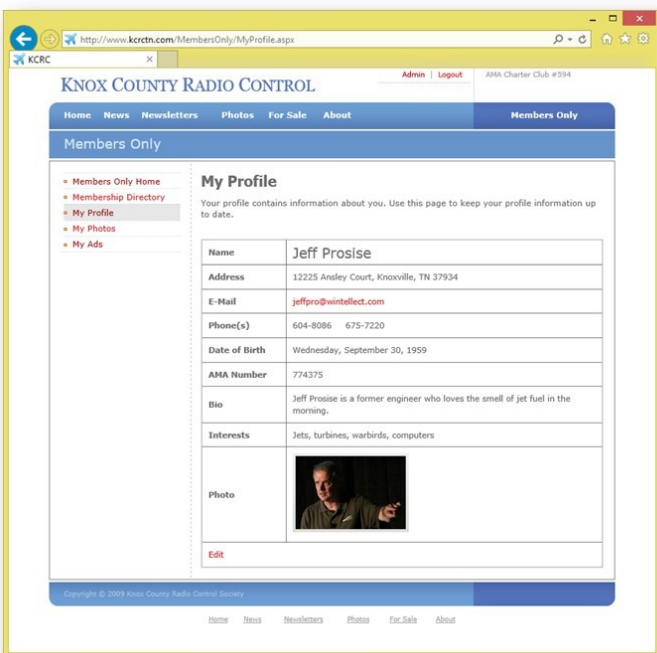 http://www.kcrctn.com/MembersOnly/MyProfile.aspx
KCRC
KNOX COUNTY RADIO CONTROL
Admin | Logout
AMA Charter Club #594
Home News Newsletters Photos For Sale About Members Only
Members Only
Members Only Home
Membership Directory
My Profile
My Photos
My Ads
My Profile
Your profile contains information about you. Use this page to keep your profile information up
to date.
Name Jeff Prosise
Address 12225 Ansley Court, Knoxville, TN 37934
E-Mail jeffpro@wintellect.com
Phone(s) 604-8086 675-7220
Date of Birth Wednesday, September 30, 1959
AMA Number 774375
Bio Jeff Prosise is a former engineer who loves the smell of jet fuel in the
morning.
Interests Jets, turbines, warbirds, computers
Photo
Edit
Copyright © 2009 Knox County Radio Control Society
Home News Newsletters Photos For Sale About